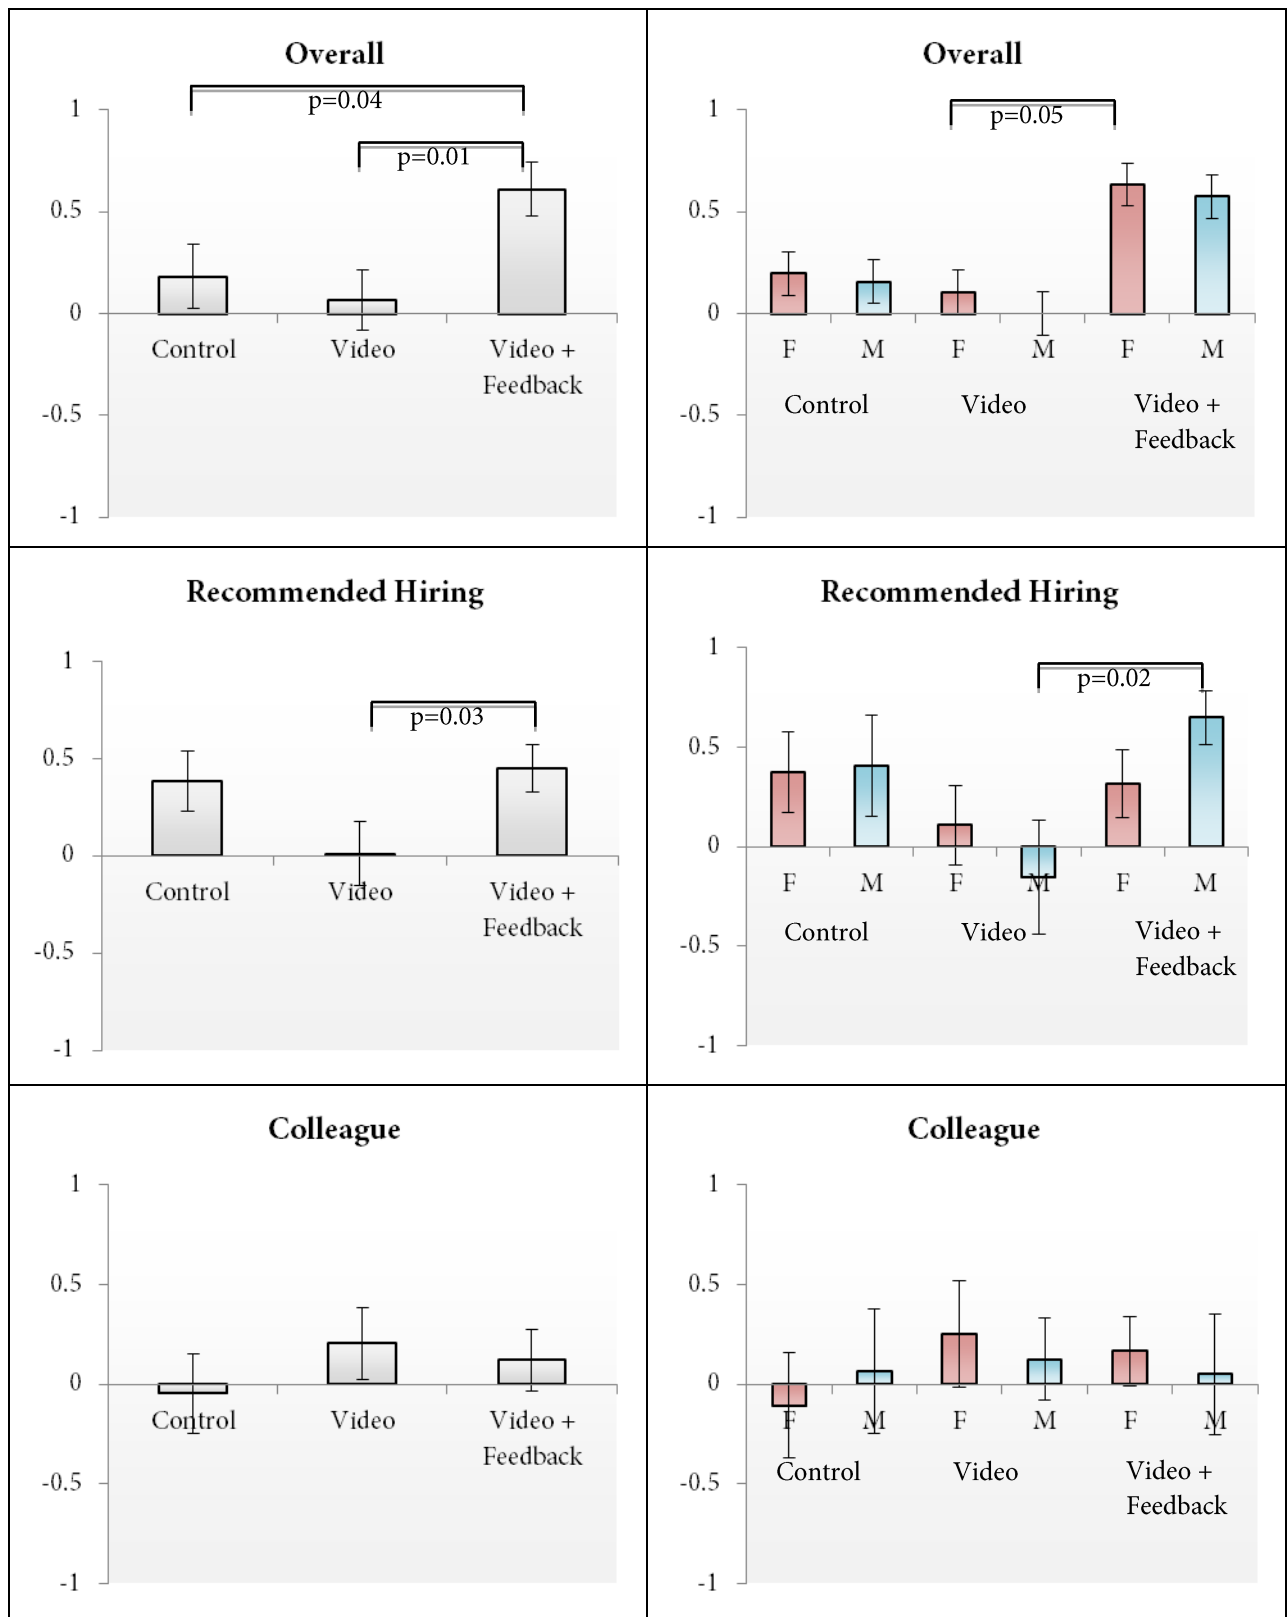 Overall
p=0.04
1
p=0.01
0.5
0
Control
Video
Video +
Feedback
-0.5
-1
Overall
1
p=0.05
0.5
0
F
M
F
M
F
M
Control
Video
Video +
Feedback
-0.5
-1
Recommended Hiring
1
p=0.03
0.5
0
Control
Video
Video +
Feedback
-0.5
-1
Recommended Hiring
1
p=0.02
0.5
0
F
M
F
M
F
M
Control
Video
Video +
Feedback
-0.5
-1
Colleague
1
0.5
0
Control
Video
Video +
Feedback
-0.5
-1
Colleague
1
0.5
0
F
M
F
M
F
M
Control
Video
Video +
Feedback
-0.5
-1